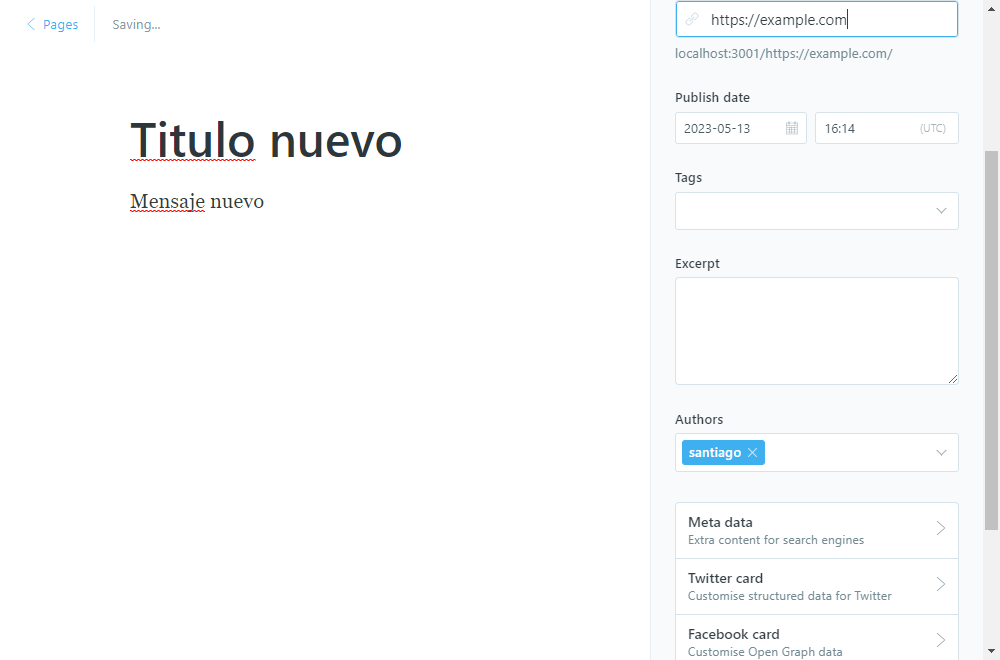 Pages
Saving...
Titulo nuevo
Mensaje nuevo
https://example.com
localhost:3001/https://example.com/
Publish date
2023-05-13
16:14 (UTC)
Tags
Excerpt
Authors
santiago
Meta data
Extra content for search engines
Twitter card
Customise structured data for Twitter
Facebook card
Customise Open Graph data